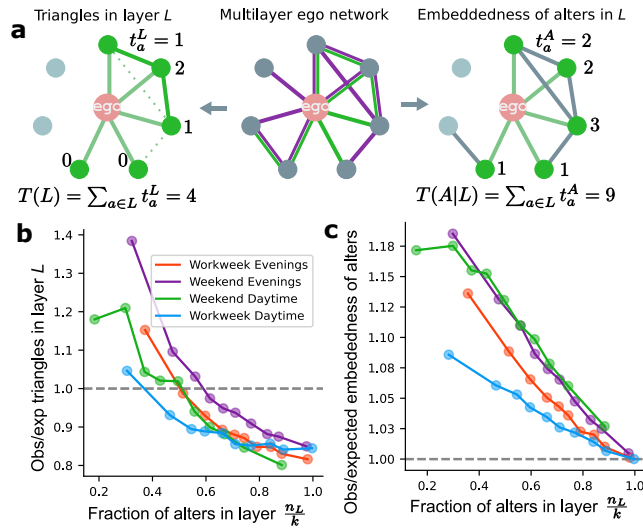 Triangles in layer L
Multilayer ego network
Embeddedness of alters in L
a
t_a^L = 1
2
1
0
0
ego
ego
t_a^A = 2
2
3
1
1
ego
T(L) = ∑_{a∈L} t_a^L = 4
T(A|L) = ∑_{a∈L} t_a^A = 9
b
Obs/exp triangles in layer L
1.4
1.3
1.2
1.1
1.0
0.9
0.8
Workweek Evenings
Weekend Evenings
Weekend Daytime
Workweek Daytime
0.2 0.4 0.6 0.8 1.0
Fraction of alters in layer n_L/k
c
Obs/expected embededness of alters
1.18
1.15
1.12
1.10
1.08
1.05
1.03
1.00
0.2 0.4 0.6 0.8 1.0
Fraction of alters in layer n_L/k